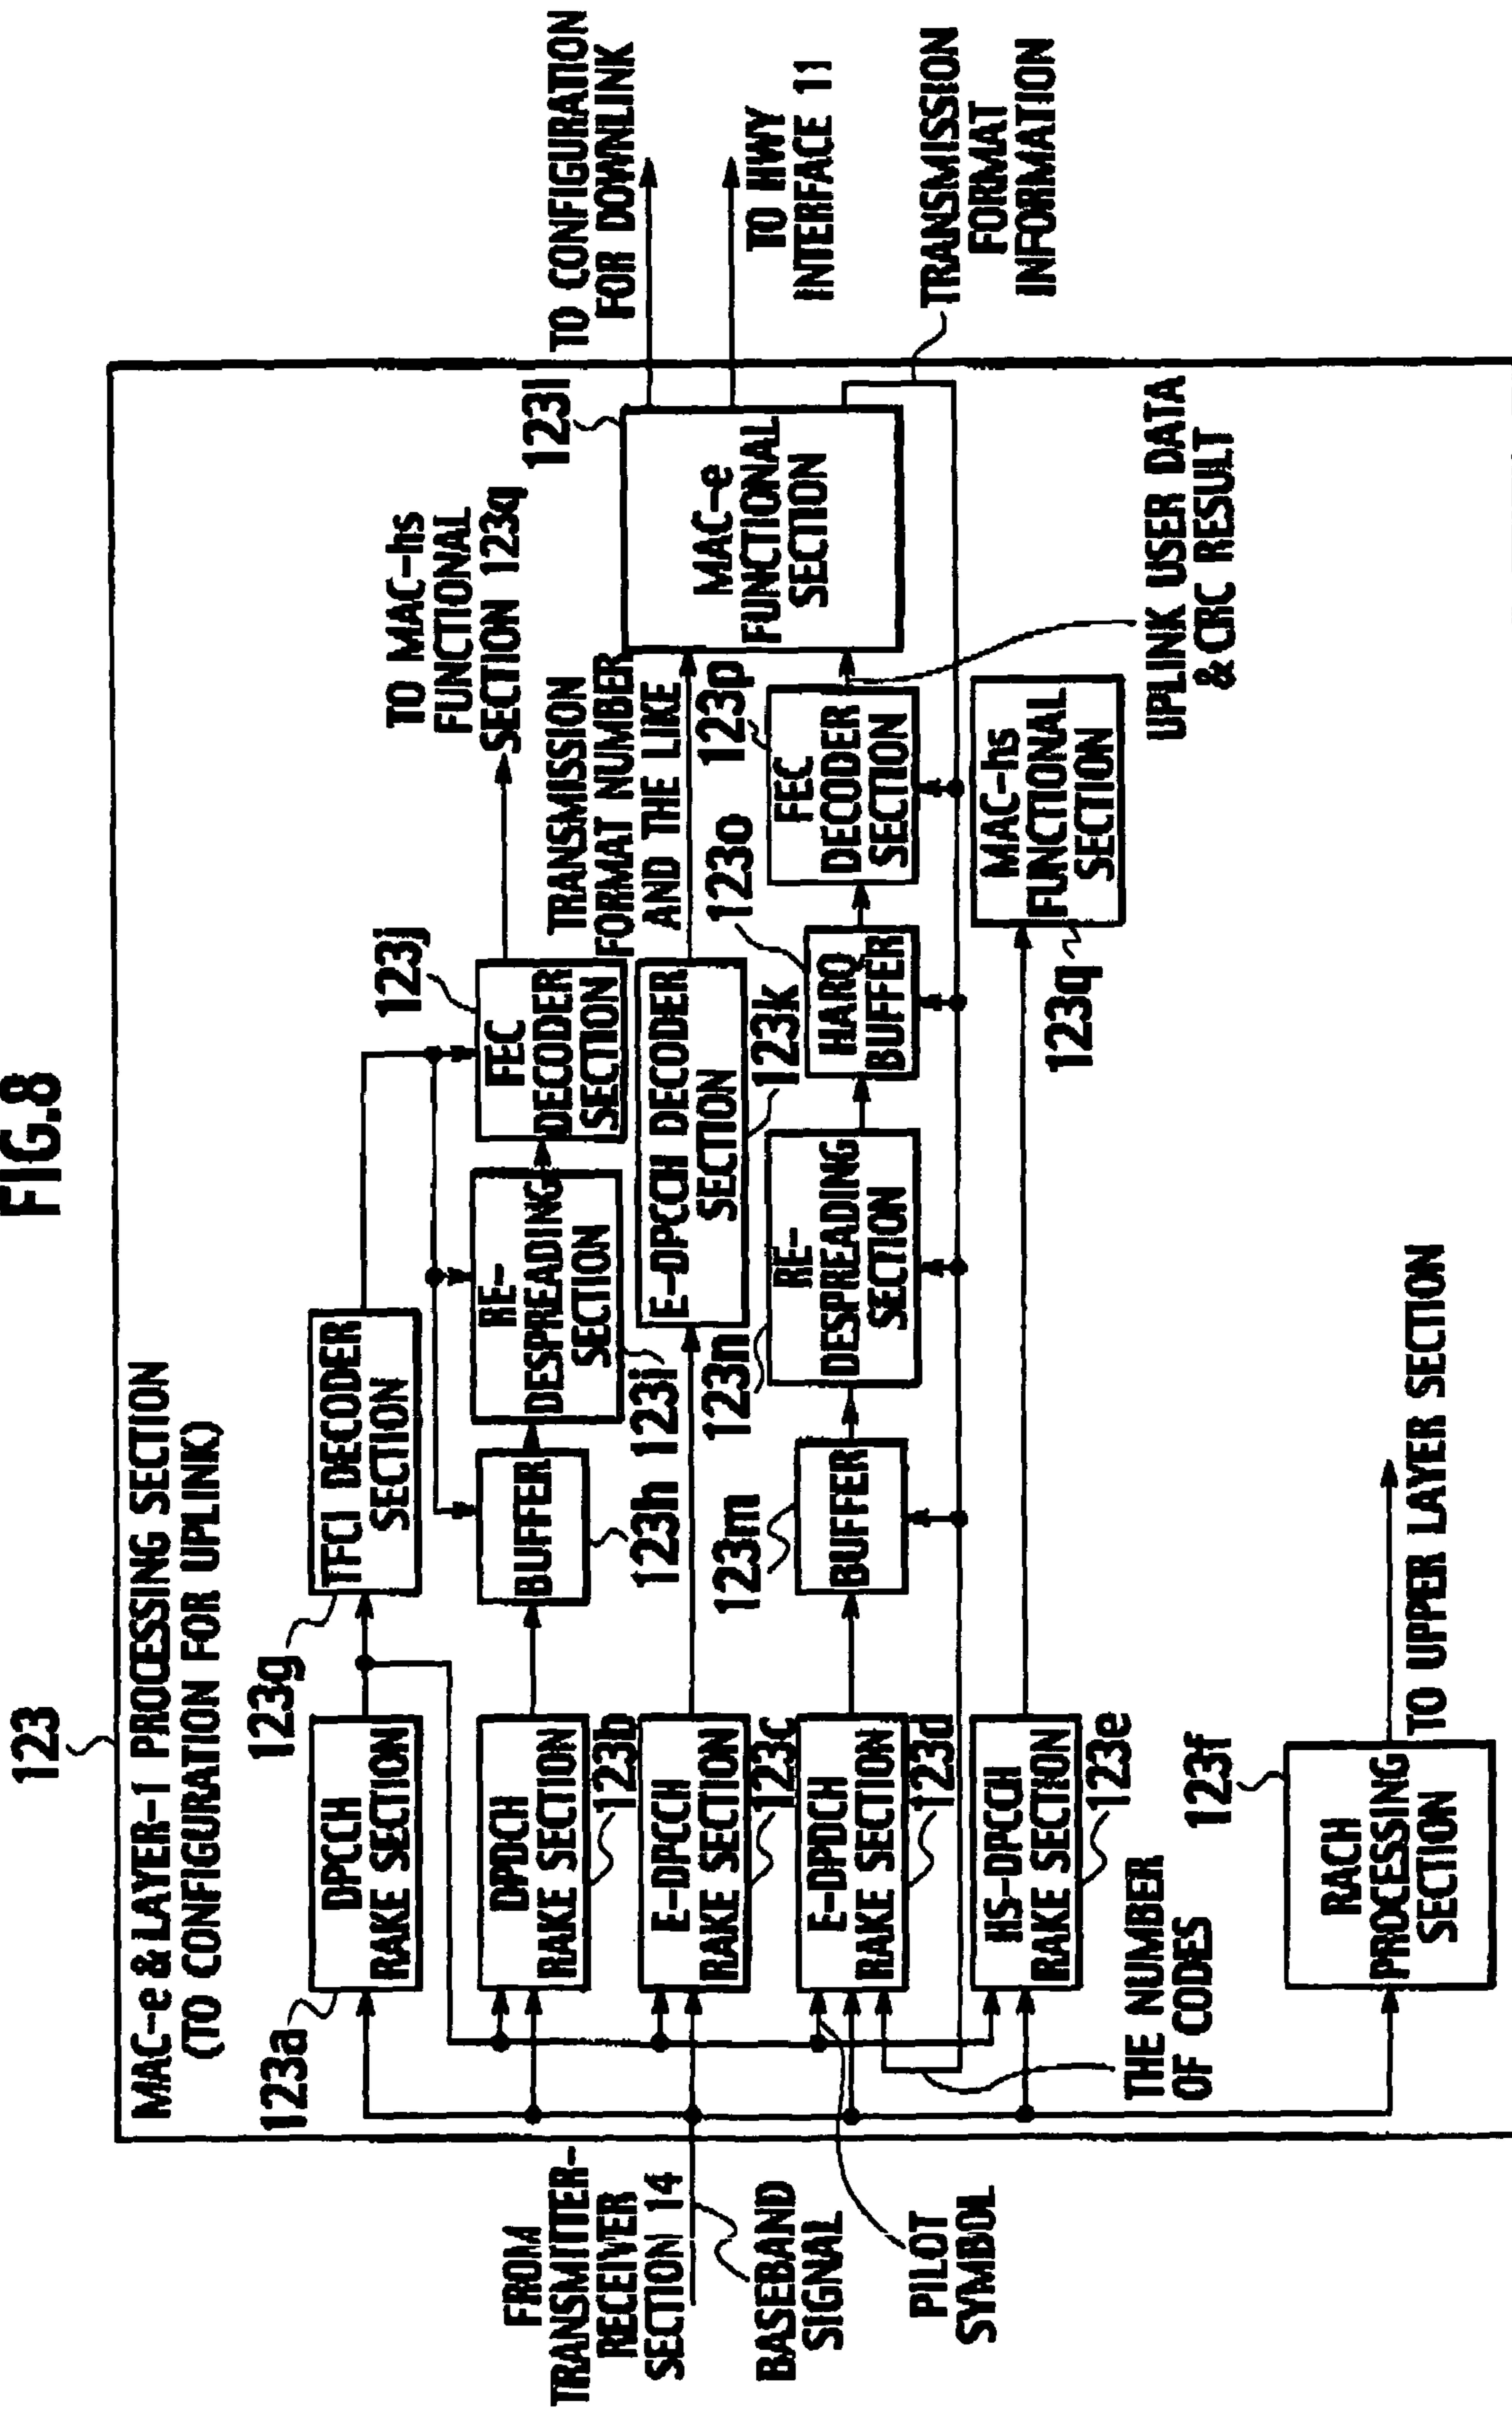 FIG.8
123
MAC-e & LAYER-1 PROCESSING SECTION
(TO CONFIGURATION FOR UPLINK)
123a
DPCCH
RAKE SECTION
123g
TFCI DECODER
SECTION
FROM
TRANSMITTER-
RECEIVER
SECTION 14
BASEBAND
SIGNAL
PILOT
SYMBOL
DPDCH
RAKE SECTION
123b
BUFFER
123h
RE-
DESPREADING
SECTION
123i
FEC
DECODER
SECTION
123j
TO MAC-hs
FUNCTIONAL
SECTION 123q
E-DPCCH
RAKE SECTION
123c
E-DPCCH DECODER
SECTION
123k
TRANSMISSION
FORMAT NUMBER
AND THE LIKE
E-DPDCH
RAKE SECTION
123d
123m
BUFFER
123n
RE-
DESPREADING
SECTION
123o
HARQ
BUFFER
123p
FEC
DECODER
SECTION
123l
MAC-e
FUNCTIONAL
SECTION
TO CONFIGURATION
FOR DOWNLINK
TO HWY
INTERFACE 11
TRANSMISSION
FORMAT
INFORMATION
UPLINK USER DATA
& CRC RESULT
HS-DPCCH
RAKE SECTION
123e
MAC-hs
FUNCTIONAL
SECTION
123q
THE NUMBER
OF CODES
123f
RACH
PROCESSING
SECTION
TO UPPER LAYER SECTION